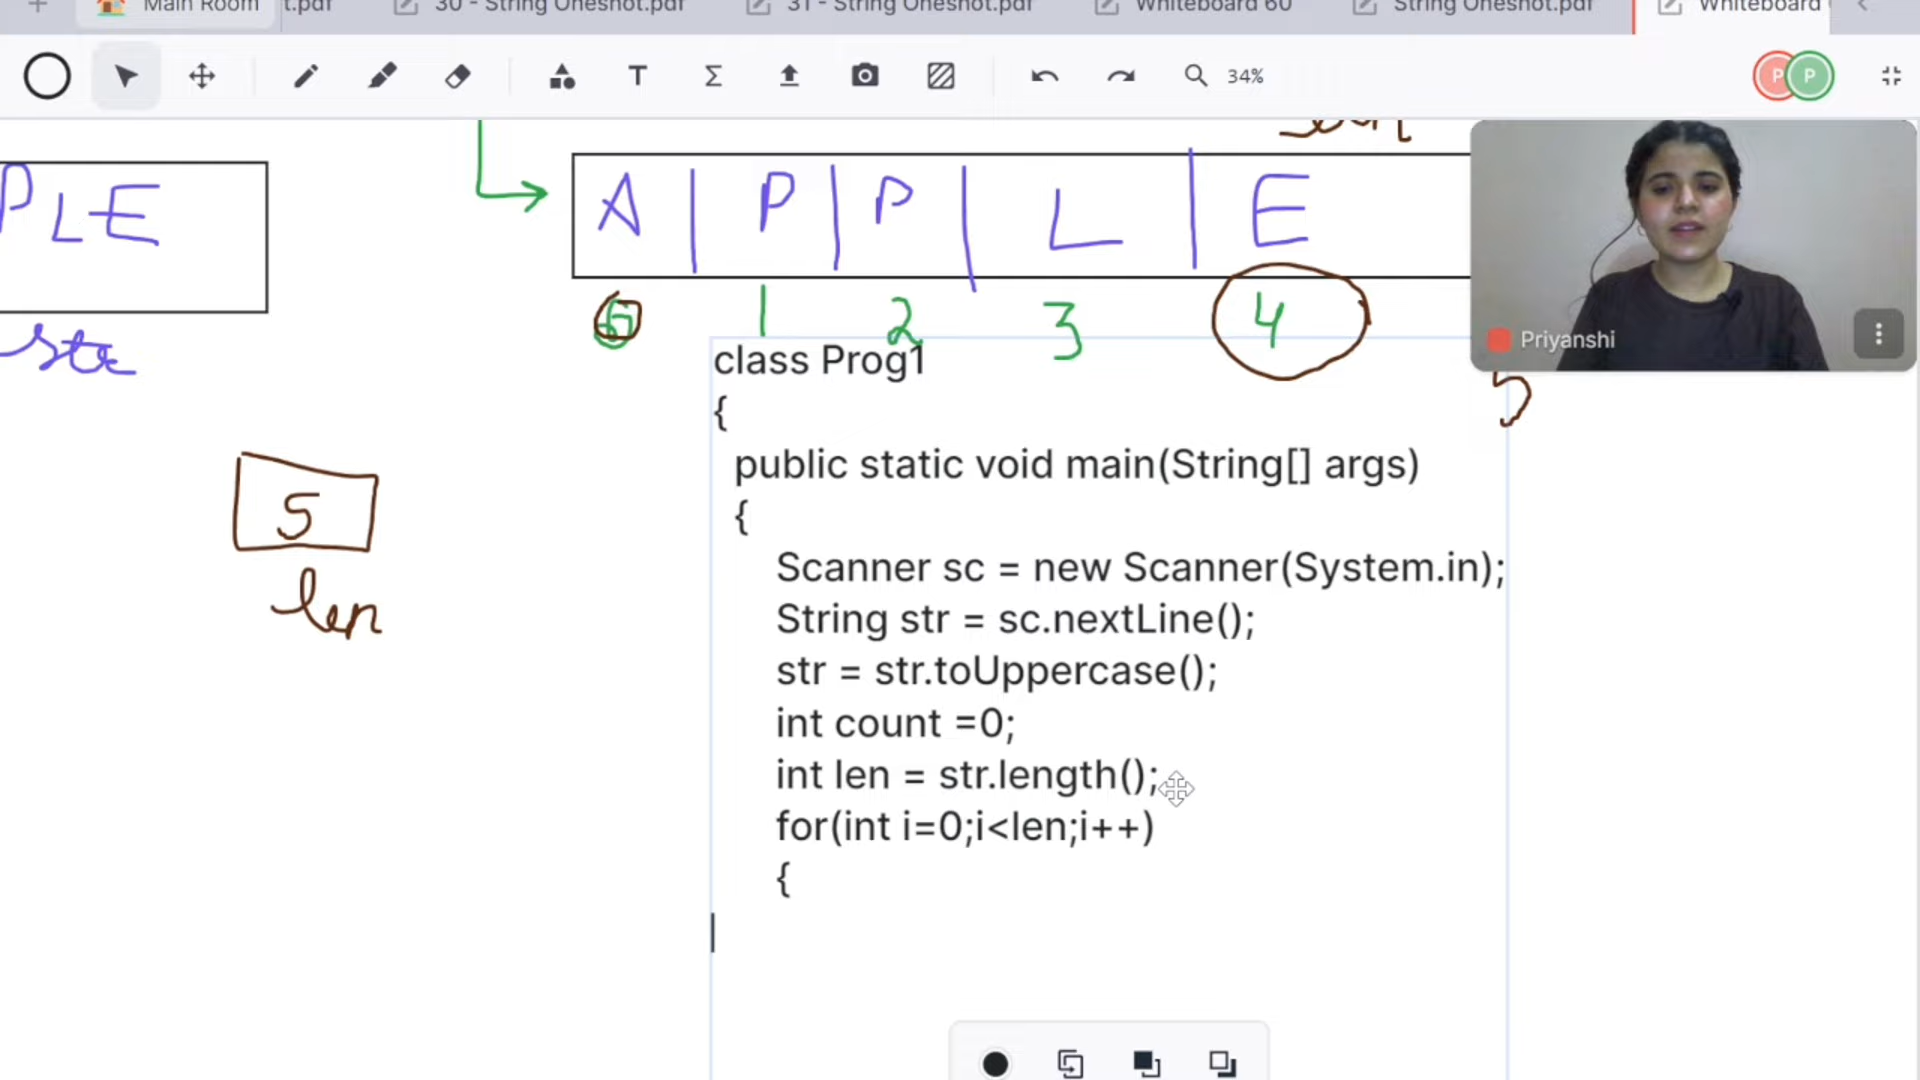 Main Room
t.pdf
30 - String Oneshot.pdf
31 - String Oneshot.pdf
Whiteboard 60
String Oneshot.pdf
Whiteboard
T
Σ
34%
P
P
A P P L E
PLE
1 2 3 4
str
5
5
len
Priyanshi
class Prog1
{
public static void main(String[] args)
{
Scanner sc = new Scanner(System.in);
String str = sc.nextLine();
str = str.toUppercase();
int count =0;
int len = str.length();
for(int i=0;i<len;i++)
{